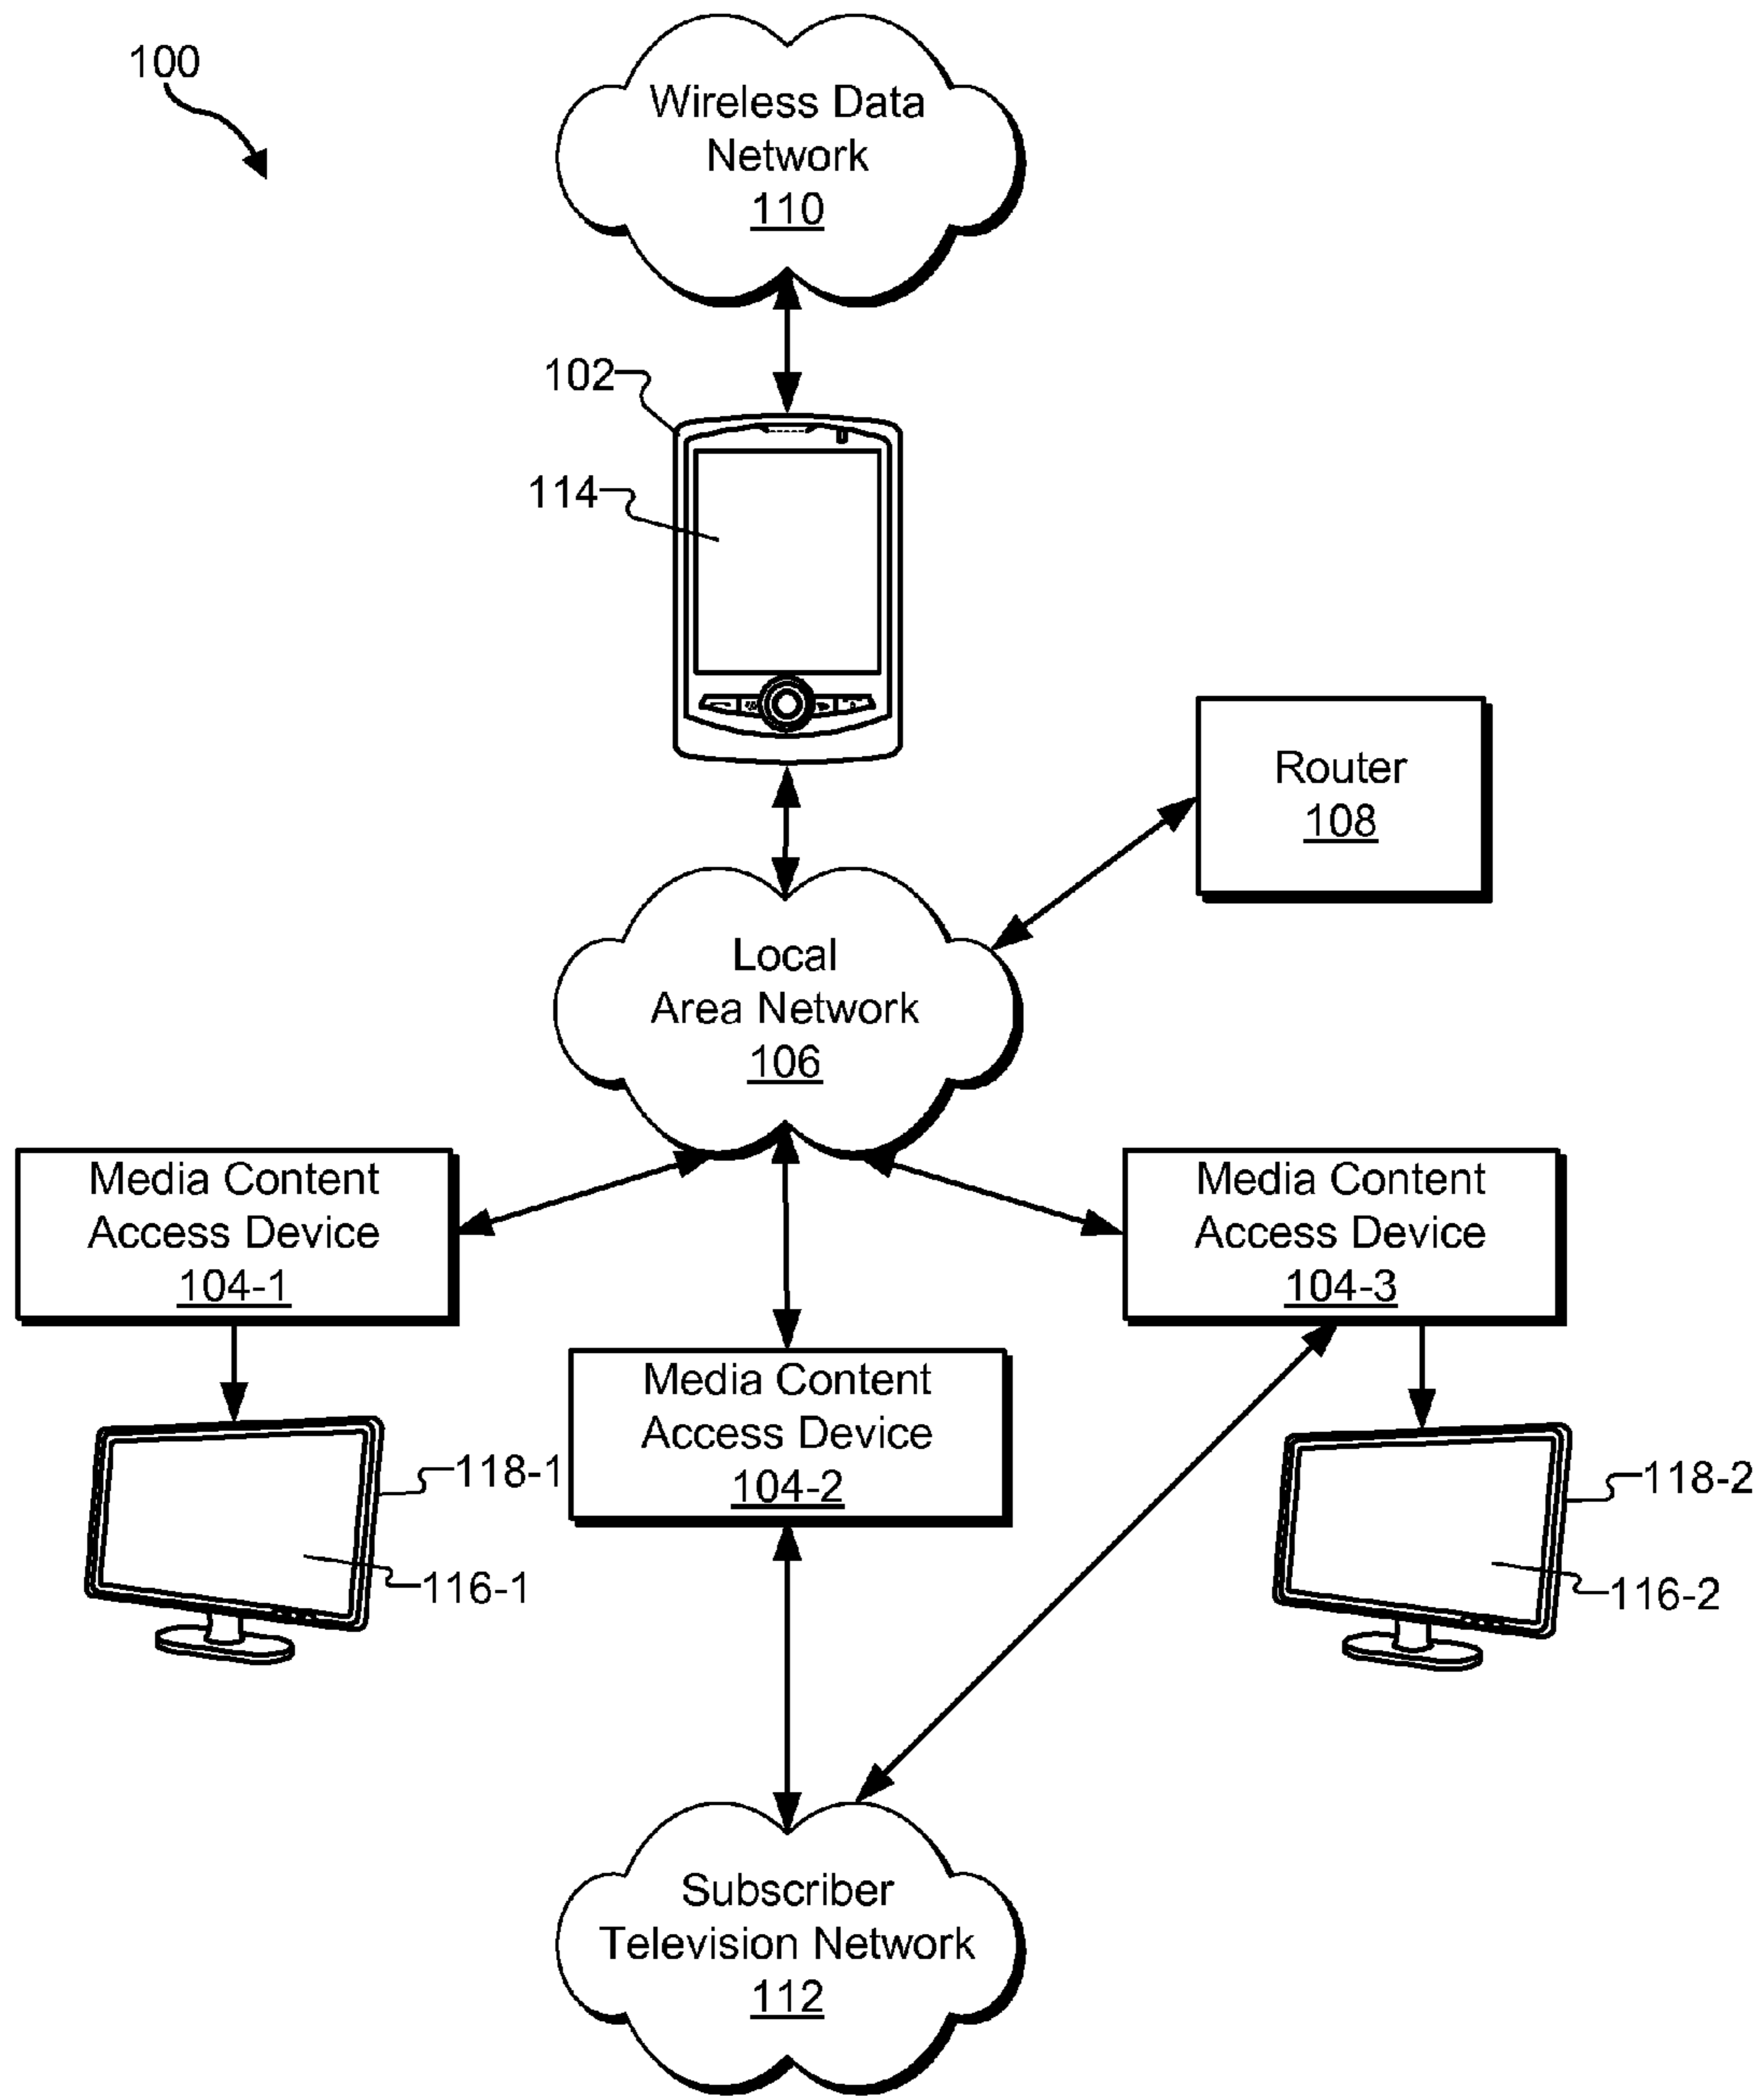 100
Wireless Data
Network
110
102
114
Router
108
Local
Area Network
106
Media Content
Access Device
104-1
Media Content
Access Device
104-3
Media Content
Access Device
104-2
118-1
116-1
118-2
116-2
Subscriber
Television Network
112